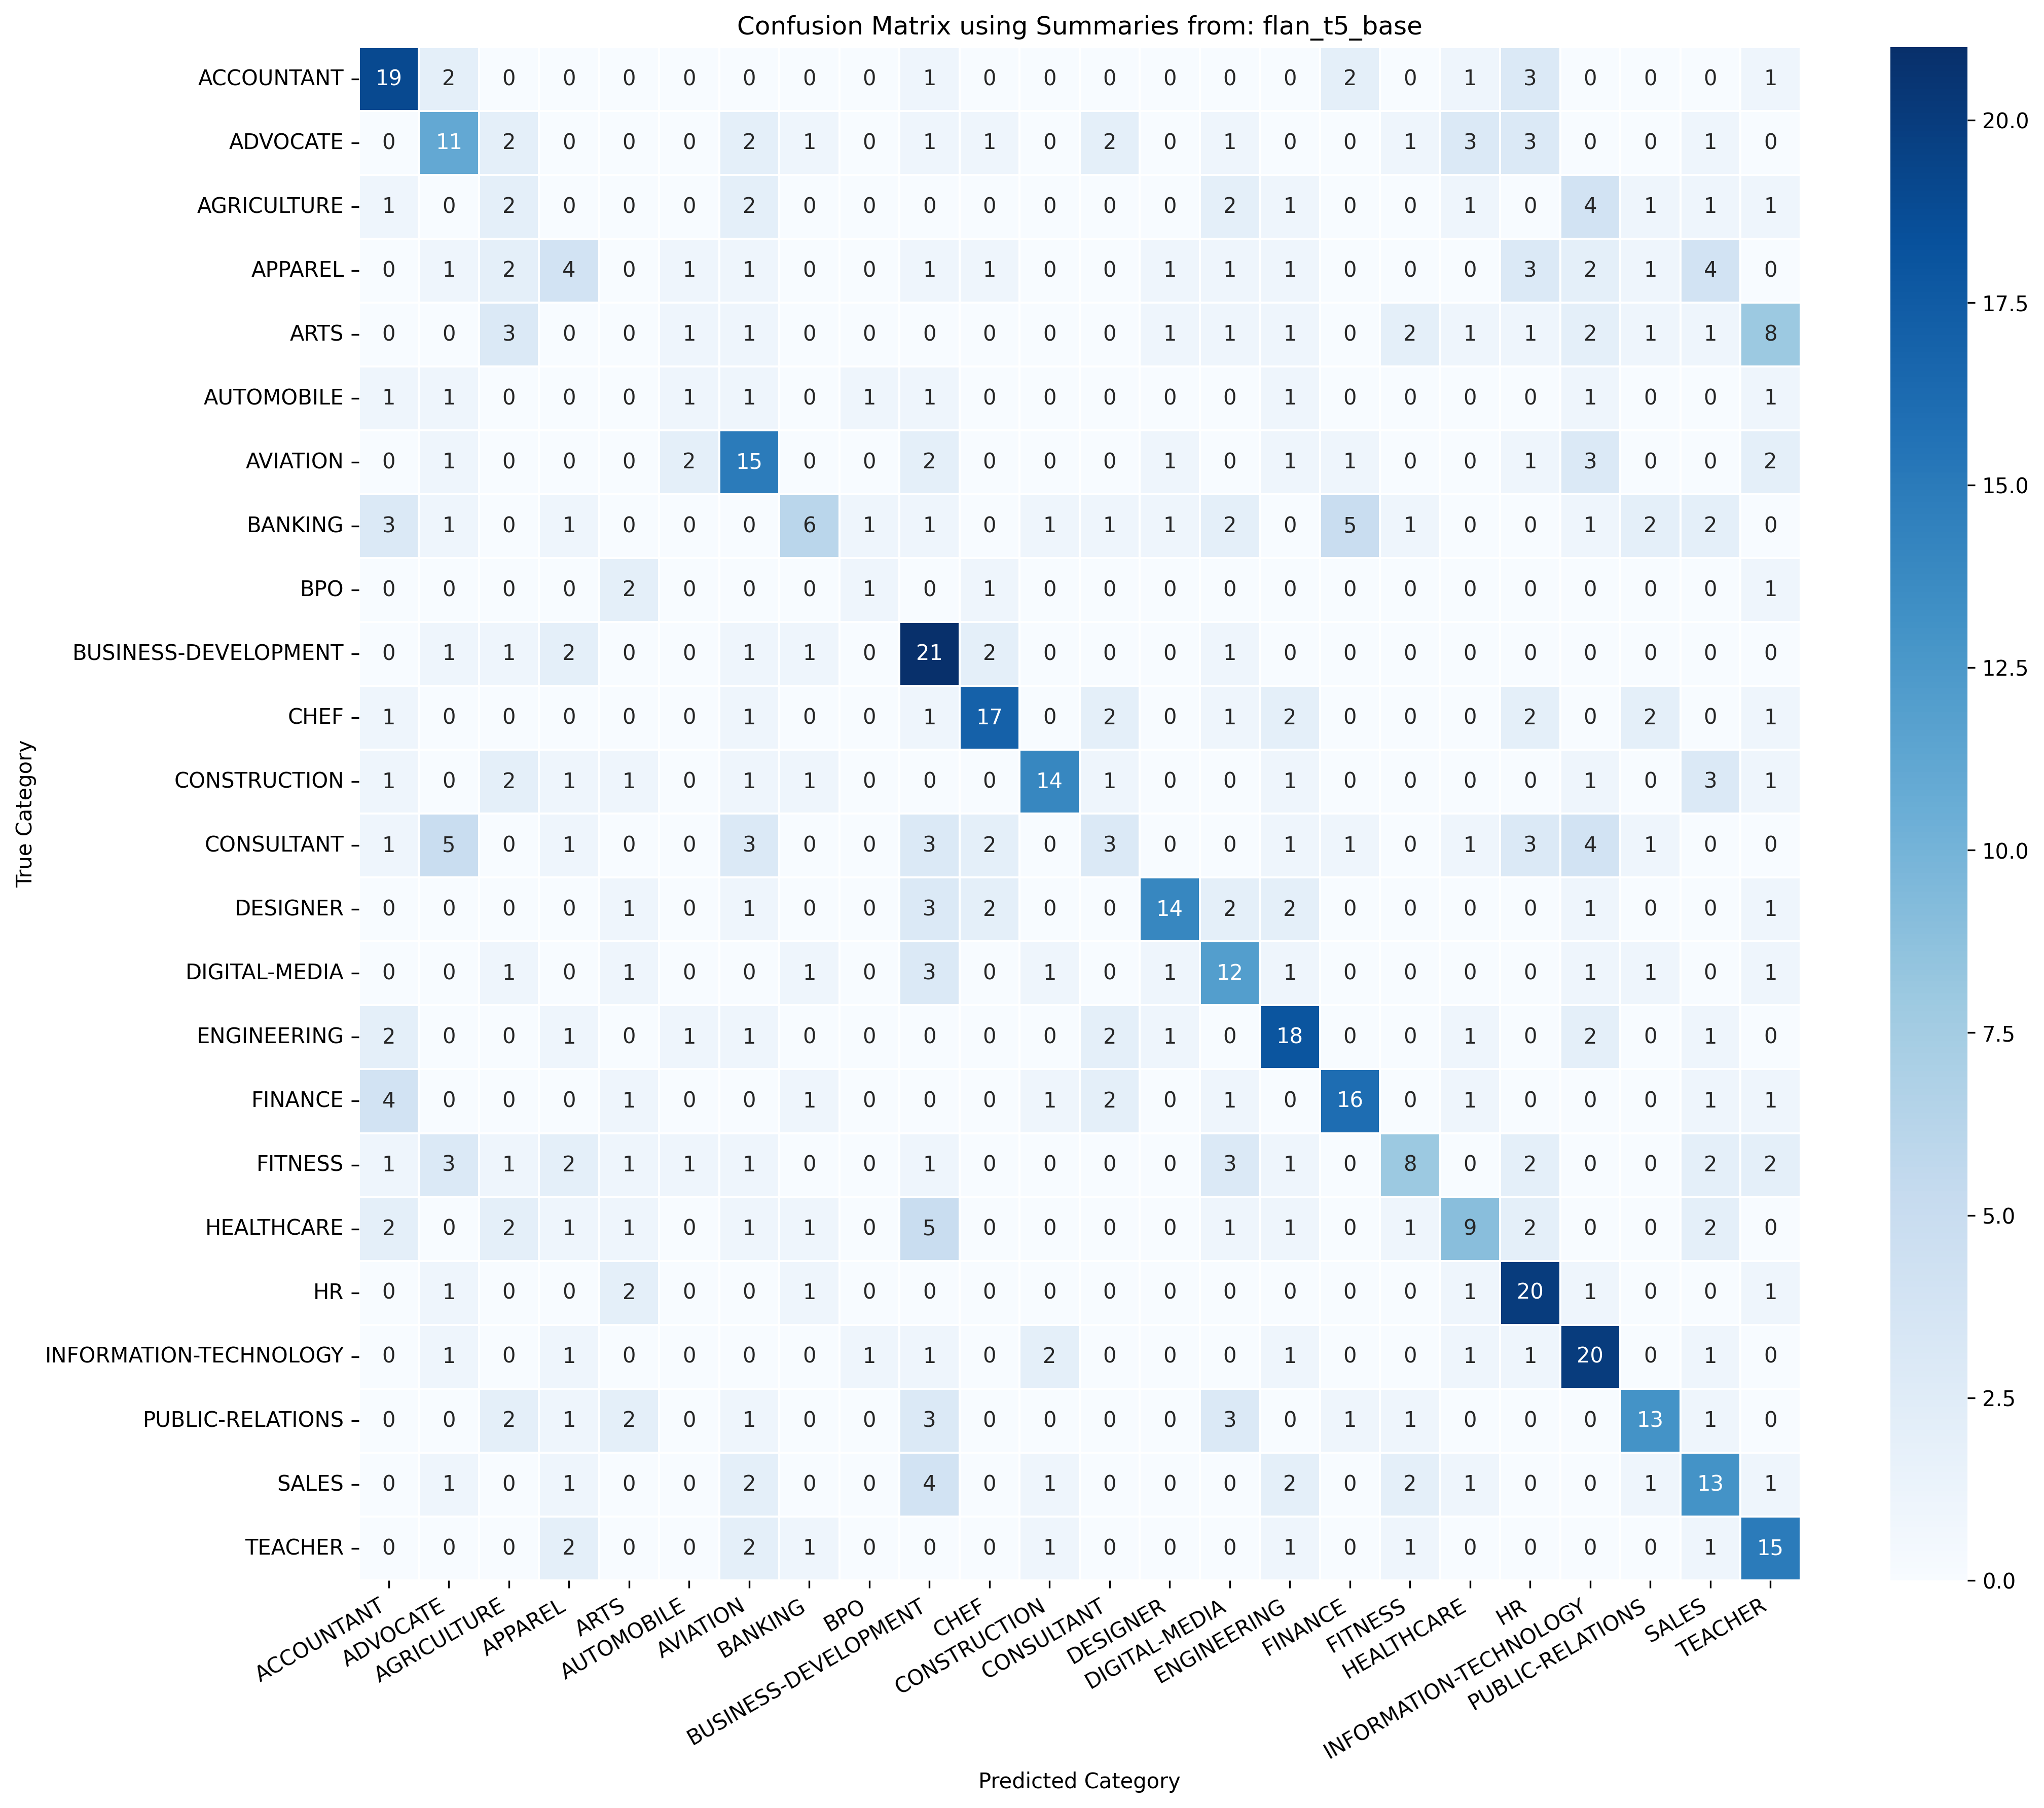 Confusion Matrix using Summaries from: flan_t5_base
True Category
ACCOUNTANT 19 2 0 0 0 0 0 0 0 1 0 0 0 0 0 0 2 0 1 3 0 0 0 1
ADVOCATE 0 11 2 0 0 0 2 1 0 1 1 0 2 0 1 0 0 1 3 3 0 0 1 0
AGRICULTURE 1 0 2 0 0 0 2 0 0 0 0 0 0 0 2 1 0 0 1 0 4 1 1 1
APPAREL 0 1 2 4 0 1 1 0 0 1 1 0 0 1 1 1 0 0 0 3 2 1 4 0
ARTS 0 0 3 0 0 1 1 0 0 0 0 0 0 1 1 1 0 2 1 1 2 1 1 8
AUTOMOBILE 1 1 0 0 0 1 1 0 1 1 0 0 0 0 0 1 0 0 0 0 1 0 0 1
AVIATION 0 1 0 0 0 2 15 0 0 2 0 0 0 1 0 1 1 0 0 1 3 0 0 2
BANKING 3 1 0 1 0 0 0 6 1 1 0 1 1 1 2 0 5 1 0 0 1 2 2 0
BPO 0 0 0 0 2 0 0 0 1 0 1 0 0 0 0 0 0 0 0 0 0 0 0 1
BUSINESS-DEVELOPMENT 0 1 1 2 0 0 1 1 0 21 2 0 0 0 1 0 0 0 0 0 0 0 0 0
CHEF 1 0 0 0 0 0 1 0 0 1 17 0 2 0 1 2 0 0 0 2 0 2 0 1
CONSTRUCTION 1 0 2 1 1 0 1 1 0 0 0 14 1 0 0 1 0 0 0 0 1 0 3 1
CONSULTANT 1 5 0 1 0 0 3 0 0 3 2 0 3 0 0 1 1 0 1 3 4 1 0 0
DESIGNER 0 0 0 0 1 0 1 0 0 3 2 0 0 14 2 2 0 0 0 0 1 0 0 1
DIGITAL-MEDIA 0 0 1 0 1 0 0 1 0 3 0 1 0 1 12 1 0 0 0 0 1 1 0 1
ENGINEERING 2 0 0 1 0 1 1 0 0 0 0 0 2 1 0 18 0 0 1 0 2 0 1 0
FINANCE 4 0 0 0 1 0 0 1 0 0 0 1 2 0 1 0 16 0 1 0 0 0 1 1
FITNESS 1 3 1 2 1 1 1 0 0 1 0 0 0 0 3 1 0 8 0 2 0 0 2 2
HEALTHCARE 2 0 2 1 1 0 1 1 0 5 0 0 0 0 1 1 0 1 9 2 0 0 2 0
HR 0 1 0 0 2 0 0 1 0 0 0 0 0 0 0 0 0 0 1 20 1 0 0 1
INFORMATION-TECHNOLOGY 0 1 0 1 0 0 0 0 1 1 0 2 0 0 0 1 0 0 1 1 20 0 1 0
PUBLIC-RELATIONS 0 0 2 1 2 0 1 0 0 3 0 0 0 0 3 0 1 1 0 0 0 13 1 0
SALES 0 1 0 1 0 0 2 0 0 4 0 1 0 0 0 2 0 2 1 0 0 1 13 1
TEACHER 0 0 0 2 0 0 2 1 0 0 0 1 0 0 0 1 0 1 0 0 0 0 1 15
ACCOUNTANT
ADVOCATE
AGRICULTURE
APPAREL
ARTS
AUTOMOBILE
AVIATION
BANKING
BPO
BUSINESS-DEVELOPMENT
CHEF
CONSTRUCTION
CONSULTANT
DESIGNER
DIGITAL-MEDIA
ENGINEERING
FINANCE
FITNESS
HEALTHCARE
HR
INFORMATION-TECHNOLOGY
PUBLIC-RELATIONS
SALES
TEACHER
Predicted Category
20.0
17.5
15.0
12.5
10.0
7.5
5.0
2.5
0.0